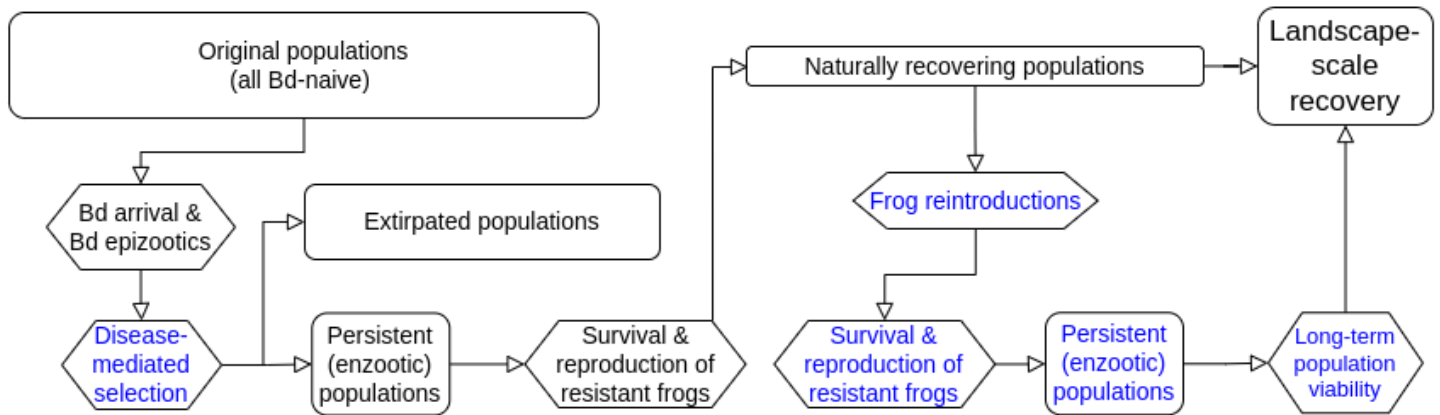 Original populations
(all Bd-naive)
Bd arrival &
Bd epizootics
Extirpated populations
Disease-
mediated
selection
Persistent
(enzootic)
populations
Survival &
reproduction of
resistant frogs
Naturally recovering populations
Landscape-
scale
recovery
Frog reintroductions
Survival &
reproduction of
resistant frogs
Persistent
(enzootic)
populations
Long-term
population
viability